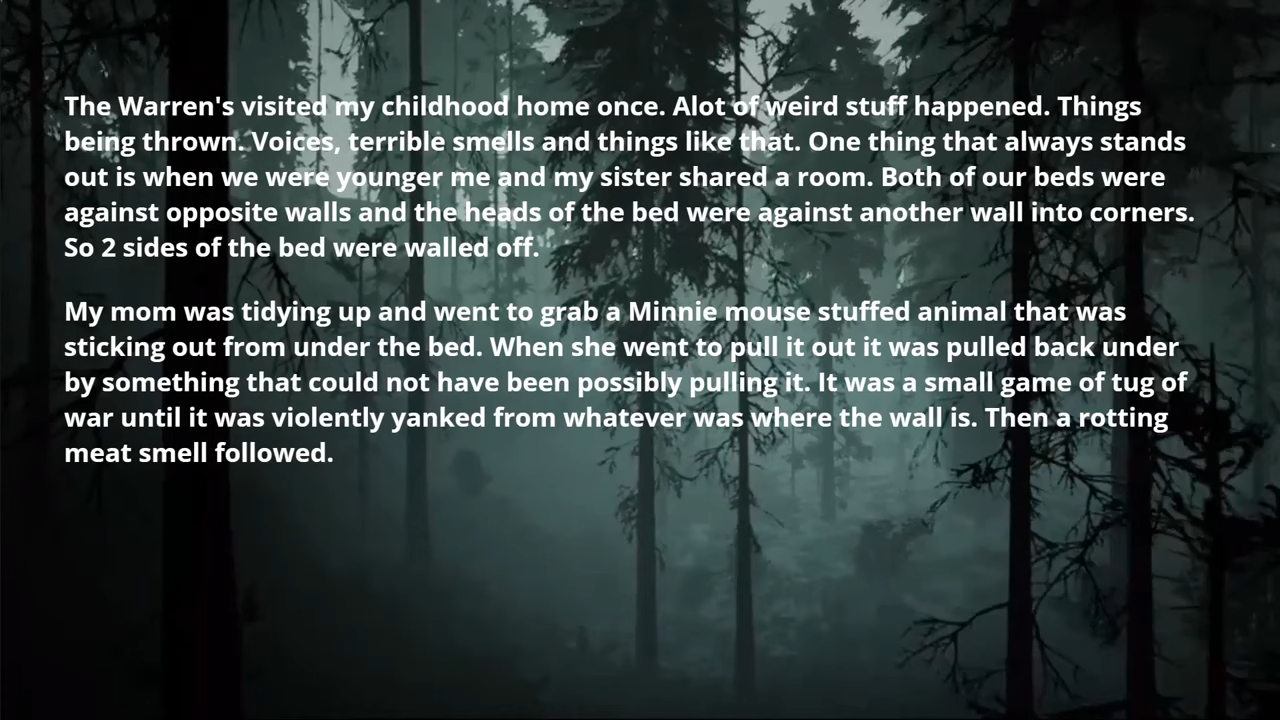 The Warren's visited my childhood home once. Alot of weird stuff happened. Things
being thrown. Voices, terrible smells and things like that. One thing that always stands
out is when we were younger me and my sister shared a room. Both of our beds were
against opposite walls and the heads of the bed were against another wall into corners.
So 2 sides of the bed were walled off.
My mom was tidying up and went to grab a Minnie mouse stuffed animal that was
sticking out from under the bed. When she went to pull it out it was pulled back under
by something that could not have been possibly pulling it. It was a small game of tug of
war until it was violently yanked from whatever was where the wall is. Then a rotting
meat smell followed.